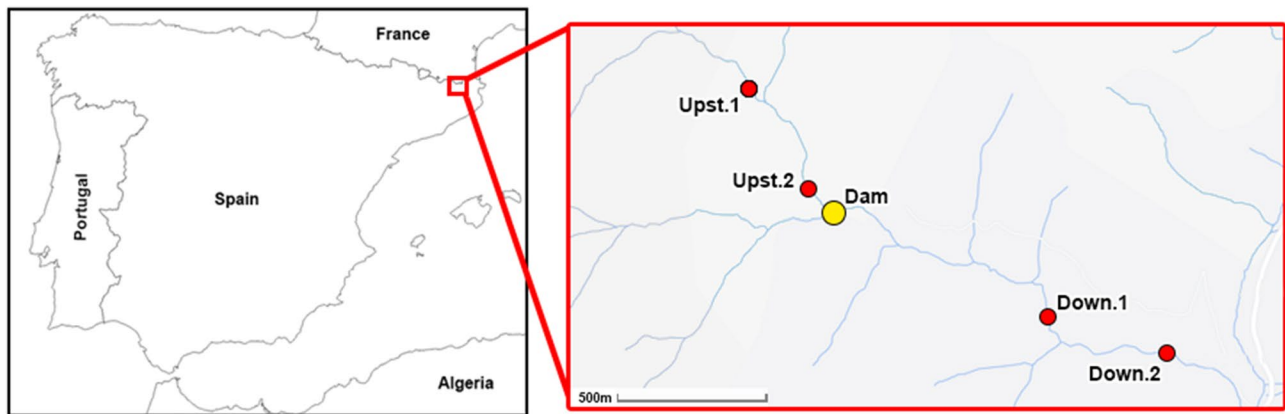 France
Portugal
Spain
Algeria
Upst.1
Upst.2
Dam
Down.1
Down.2
500m